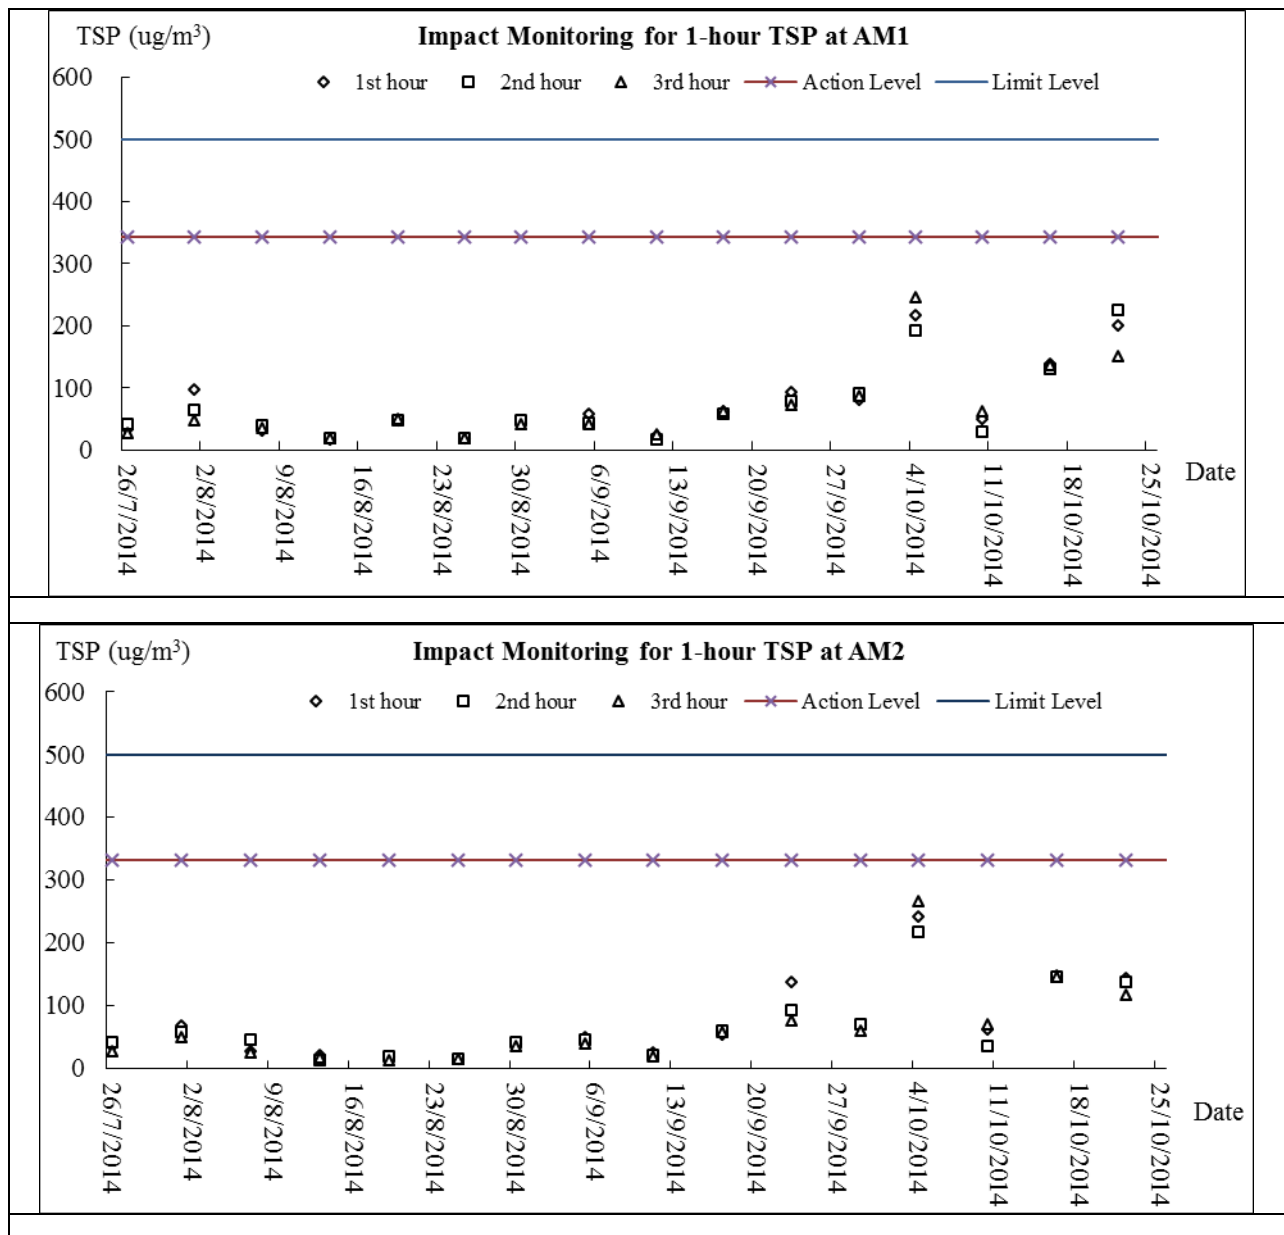 TSP (ug/m³) Impact Monitoring for 1-hour TSP at AM1
600 1st hour 2nd hour 3rd hour Action Level Limit Level
500
400
300
200
100
0
26/7/2014 2/8/2014 9/8/2014 16/8/2014 23/8/2014 30/8/2014 6/9/2014 13/9/2014 20/9/2014 27/9/2014 4/10/2014 11/10/2014 18/10/2014 25/10/2014 Date
TSP (ug/m³) Impact Monitoring for 1-hour TSP at AM2
600 1st hour 2nd hour 3rd hour Action Level Limit Level
500
400
300
200
100
0
26/7/2014 2/8/2014 9/8/2014 16/8/2014 23/8/2014 30/8/2014 6/9/2014 13/9/2014 20/9/2014 27/9/2014 4/10/2014 11/10/2014 18/10/2014 25/10/2014 Date